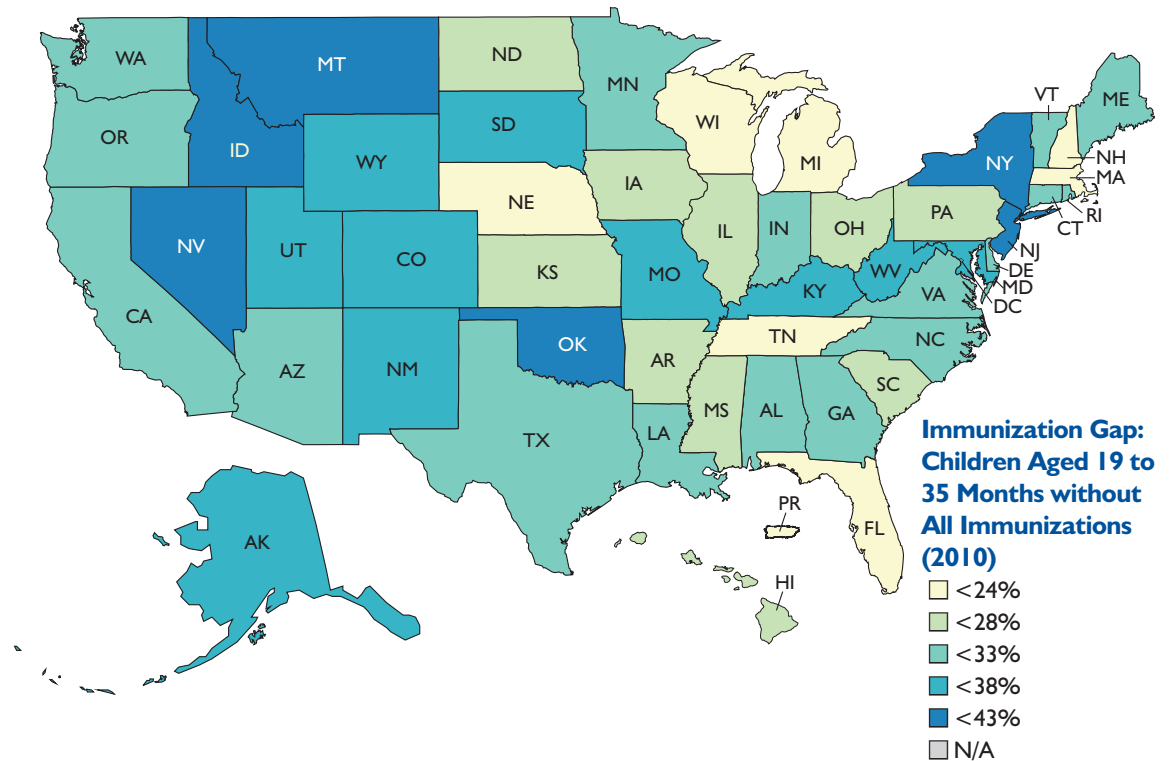 WA
MT
ND
MN
VT
ME
OR
ID
SD
WI
NY
NH
WY
MI
MA
IA
NE
PA
RI
NV
UT
CO
IL
IN
OH
CT
NJ
KS
MO
WV
DE
KY
VA
MD
CA
DC
OK
TN
NC
AZ
NM
AR
SC
MS
AL
GA
TX
LA
Immunization Gap:
Children Aged 19 to
35 Months without
All Immunizations
(2010)
PR
FL
AK
HI
<24%
<28%
<33%
<38%
<43%
N/A